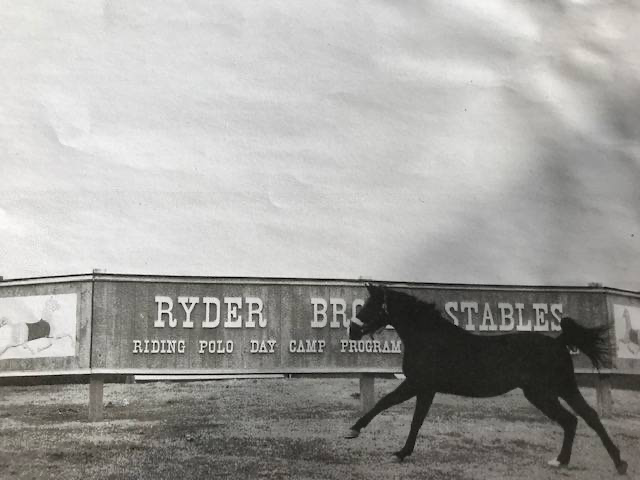 RYDER BRO STABLES
RIDING POLO DAY CAMP PROGRAM